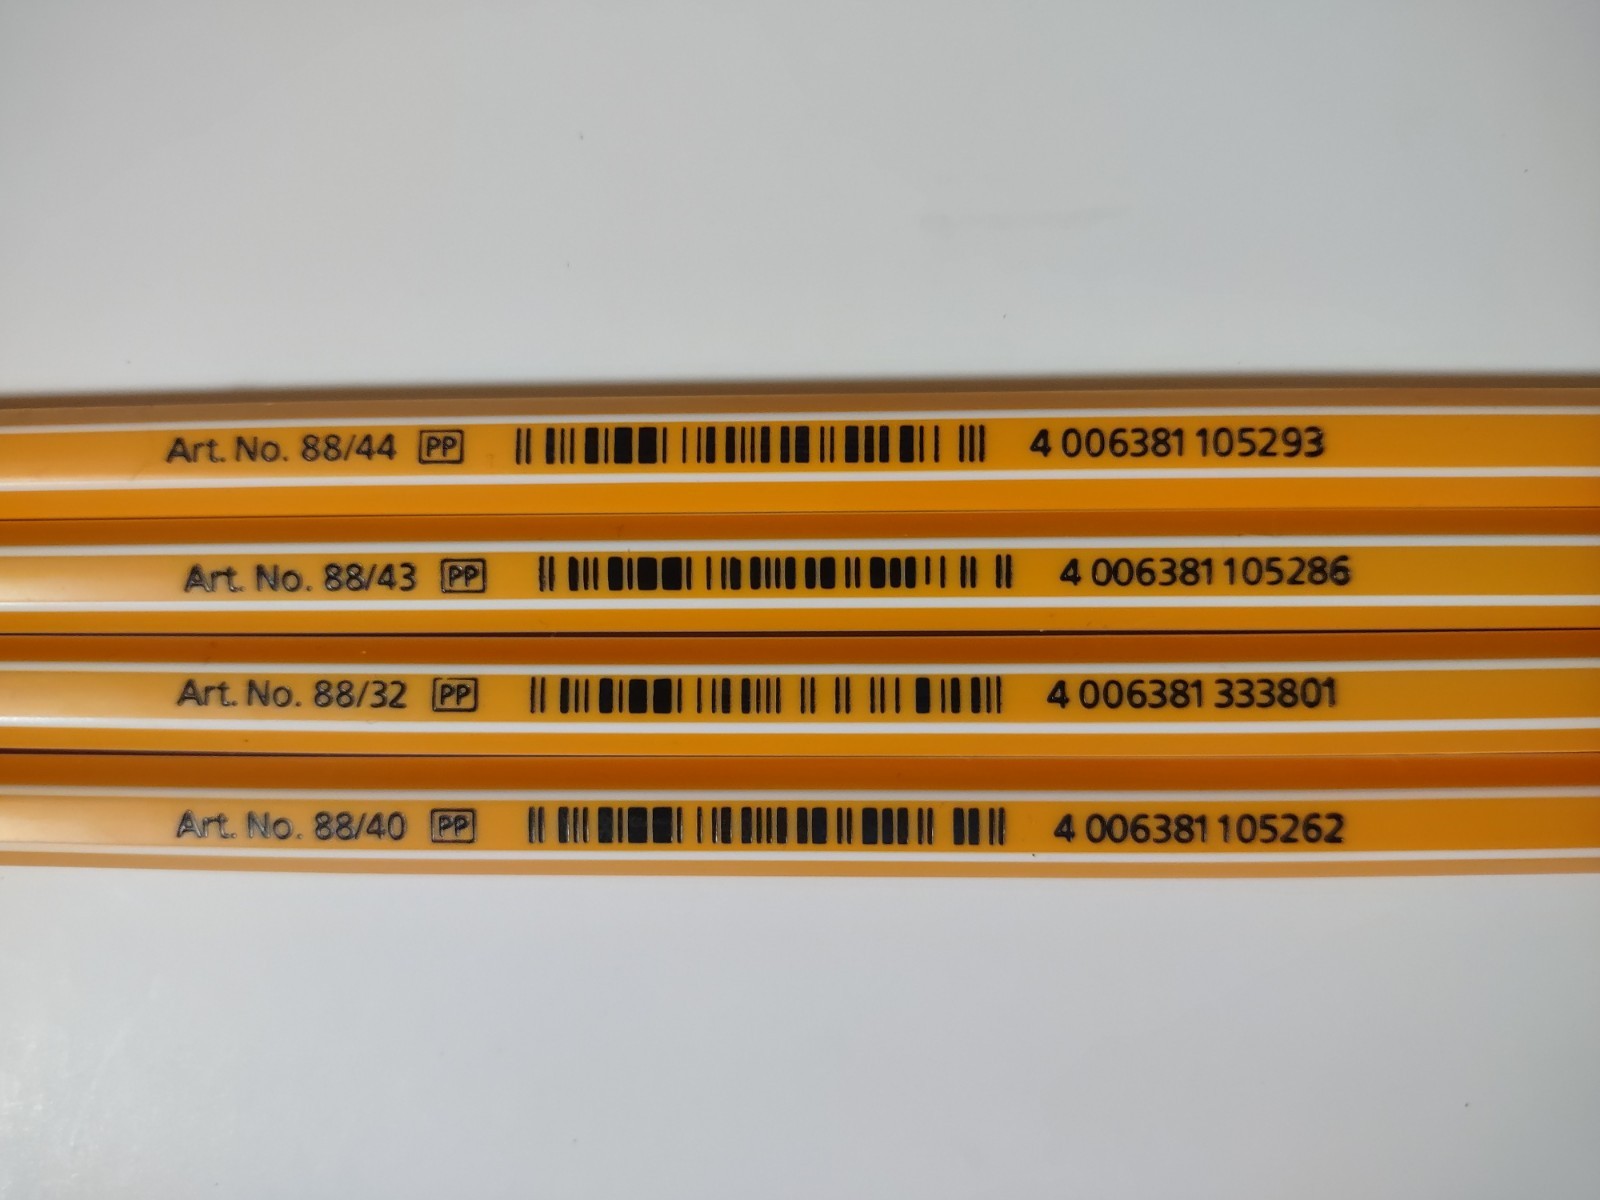 Art. No. 88/44 PP 4 006381 105293
Art. No. 88/43 PP 4 006381 105286
Art. No. 88/32 PP 4 006381 333801
Art. No. 88/40 PP 4 006381 105262